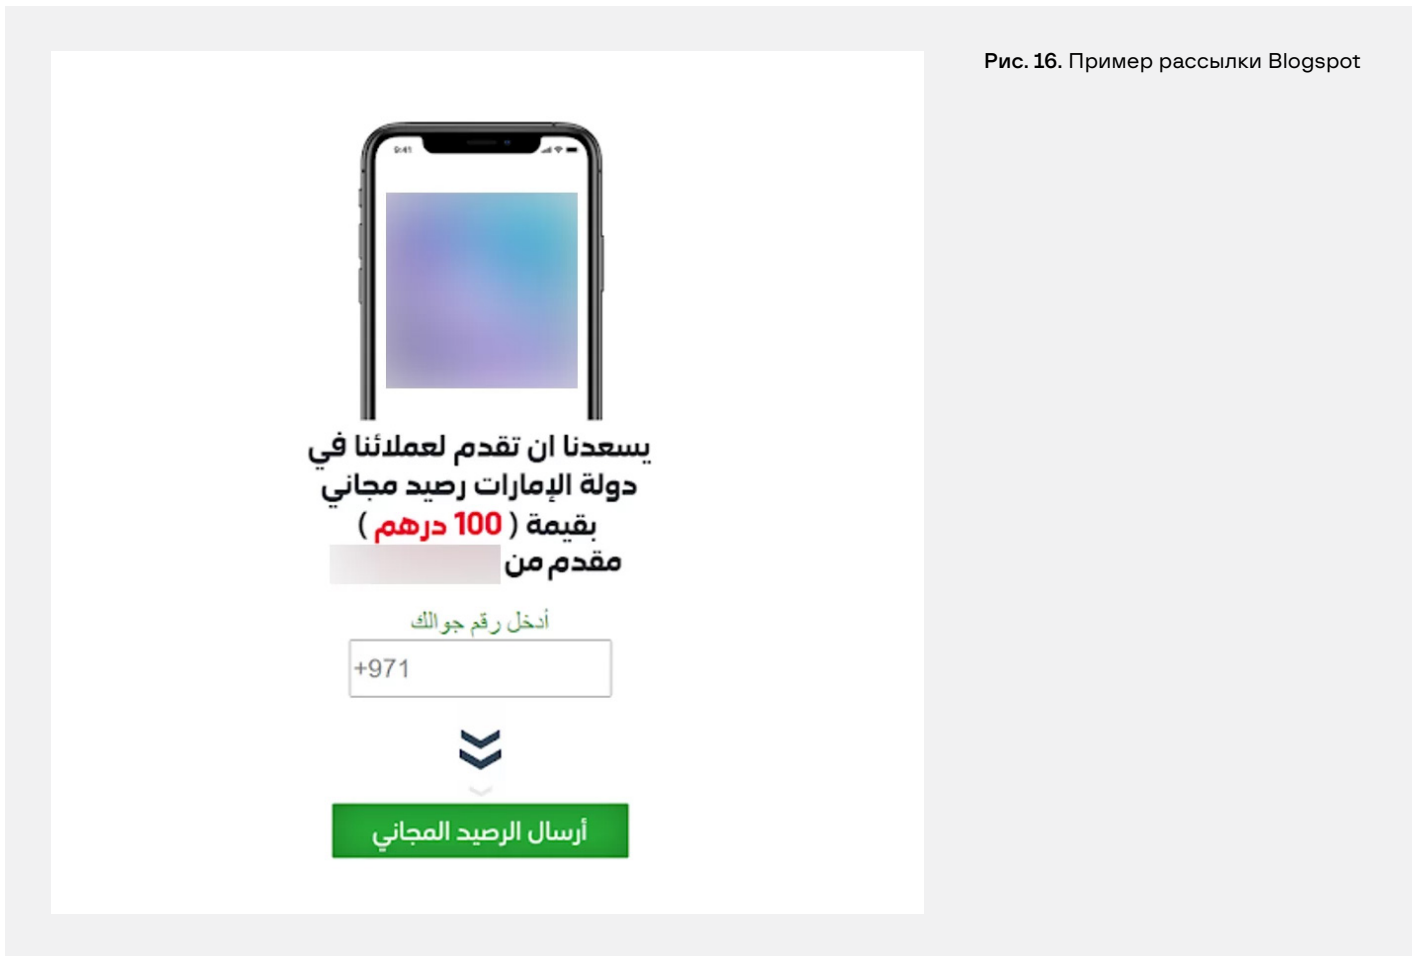 Рис. 16. Пример рассылки Blogspot
9:41
يسعدنا ان تقدم لعملائنا في
دولة الإمارات رصيد مجاني
بقيمة ( 100 درهم )
مقدم من
أدخل رقم جوالك
+971
أرسال الرصيد المجاني